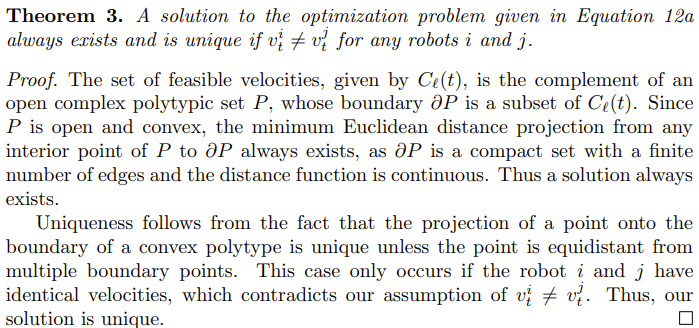 Theorem 3. A solution to the optimization problem given in Equation 12a
always exists and is unique if $v_t^i \neq v_t^j$ for any robots i and j.
Proof. The set of feasible velocities, given by $C_\ell(t)$, is the complement of an
open complex polytypic set P, whose boundary ∂P is a subset of $C_\ell(t)$. Since
P is open and convex, the minimum Euclidean distance projection from any
interior point of P to ∂P always exists, as ∂P is a compact set with a finite
number of edges and the distance function is continuous. Thus a solution always
exists.
Uniqueness follows from the fact that the projection of a point onto the
boundary of a convex polytype is unique unless the point is equidistant from
multiple boundary points. This case only occurs if the robot i and j have
identical velocities, which contradicts our assumption of $v_t^i \neq v_t^j$. Thus, our
solution is unique. □